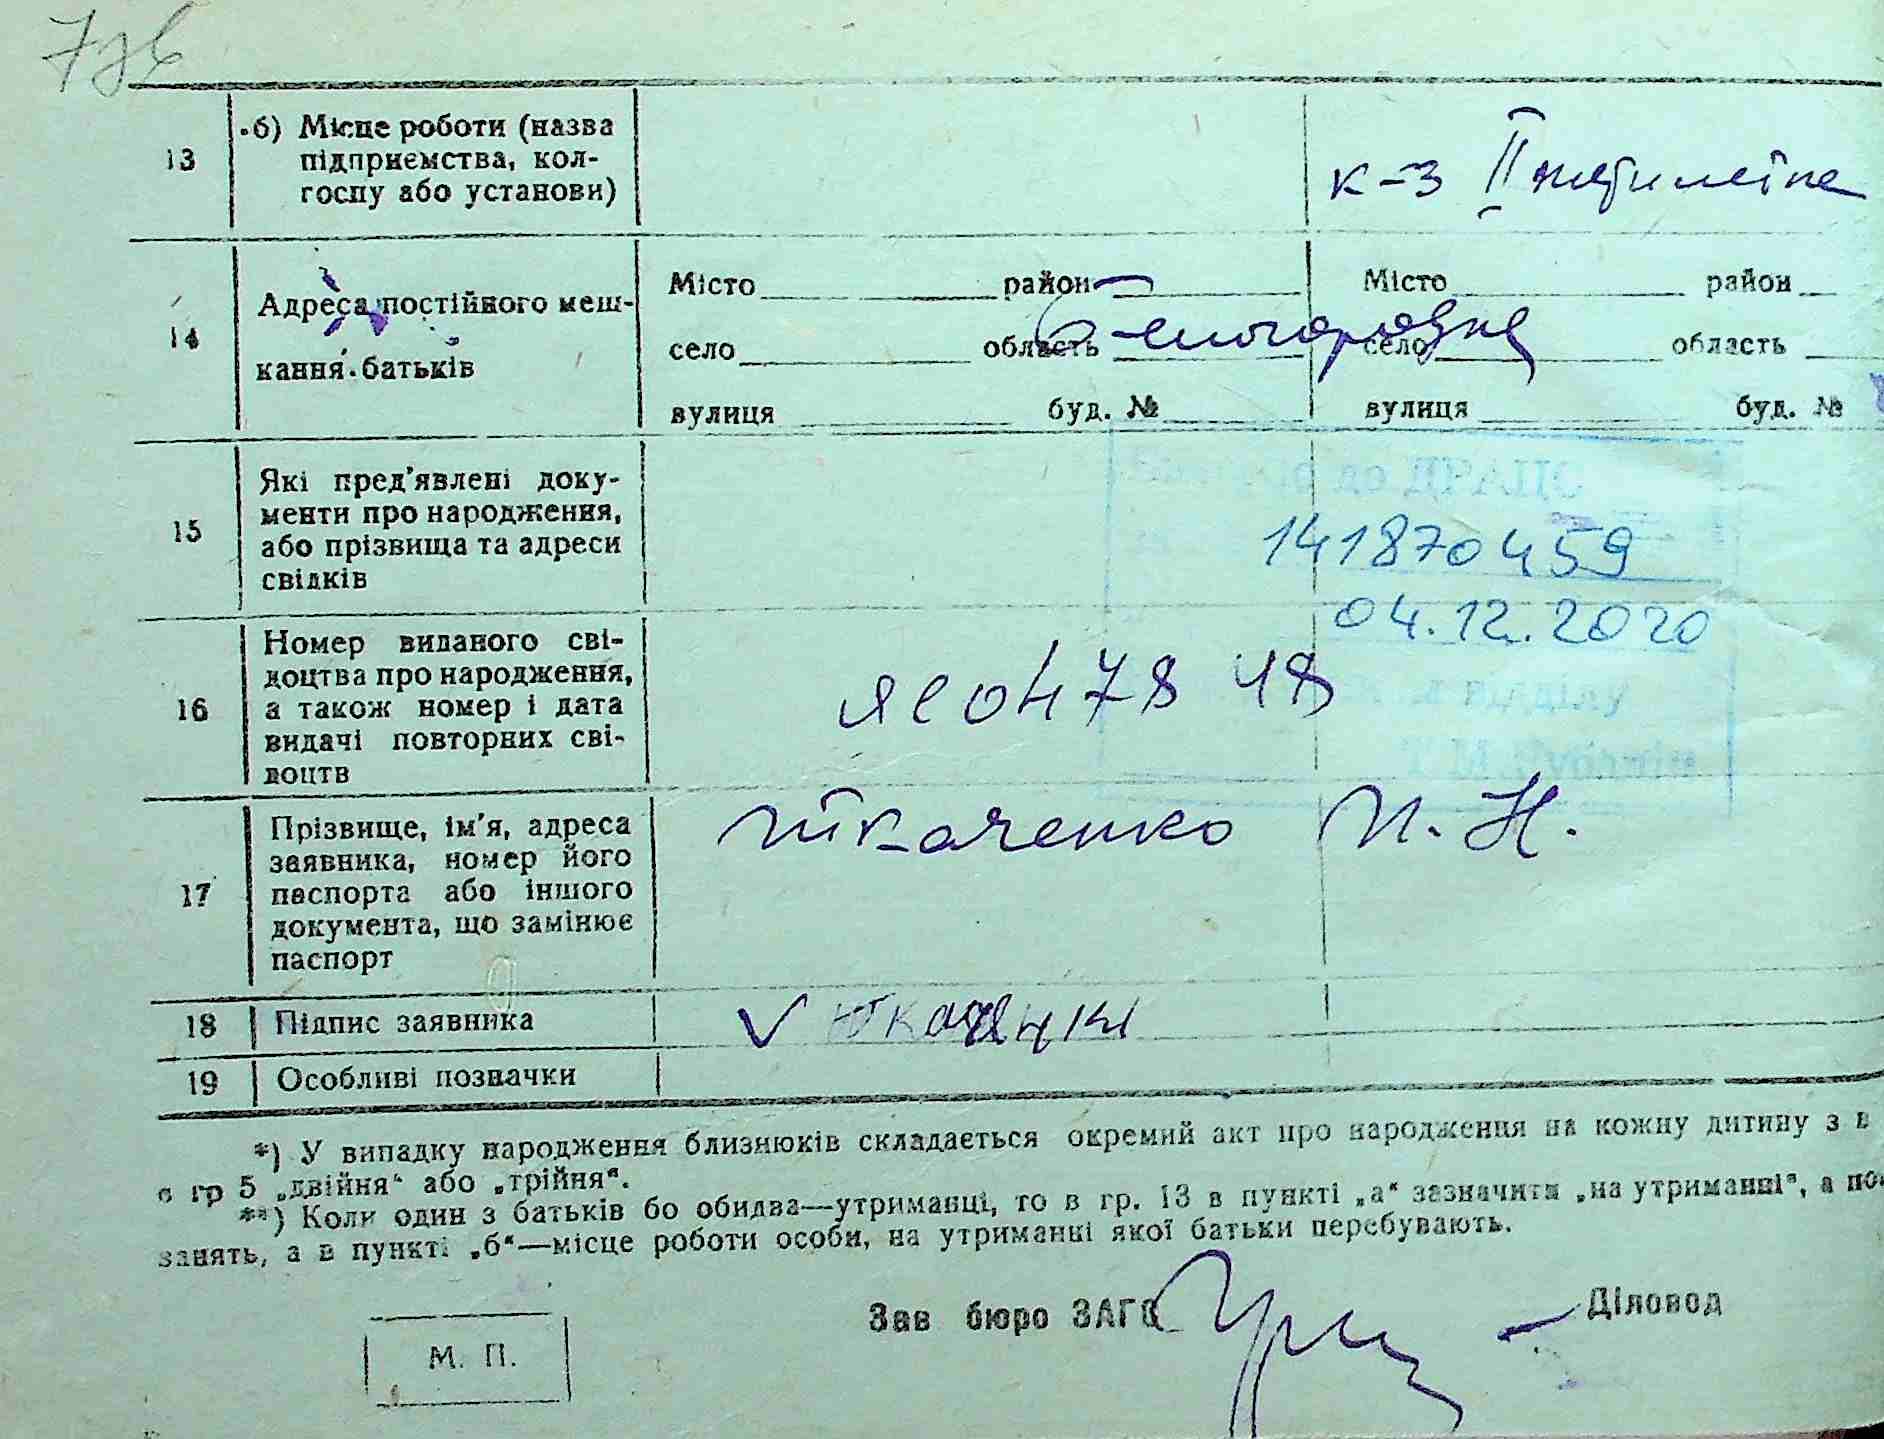 13
б) Місце роботи (назва
підприємства, кол-
госпу або установи)
к-з II п'ятилетка
14
Адреса постійного меш-
кання батьків
Місто район
село область
вулиця буд. №
Місто район
село область
вулиця буд. №
15
Які пред'явлені доку-
менти про народження,
або прізвища та адреси
свідків
до ДРАЦС
141870459
04.12.2020
відділу
16
Номер виданого сві-
доцтва про народження,
а також номер і дата
видачі повторних сві-
доцтв
ЯЕ 047848
17
Прізвище, ім'я, адреса
заявника, номер його
паспорта або іншого
документа, що замінює
паспорт
Ткаченко П. Н.
18
Підпис заявника
19
Особливі позначки
*) У випадку народження близнюків складається окремий акт про народження на кожну дитину з в
о гр 5 „двійня“ або „трійня“.
**) Коли один з батьків бо обидва—утриманці, то в гр. 13 в пункті „а“ зазначити „на утриманні“, а по
занять, а в пункті „б“—місце роботи особи, на утриманні якої батьки перебувають.
Зав бюро ЗАГС
Діловод
М. П.